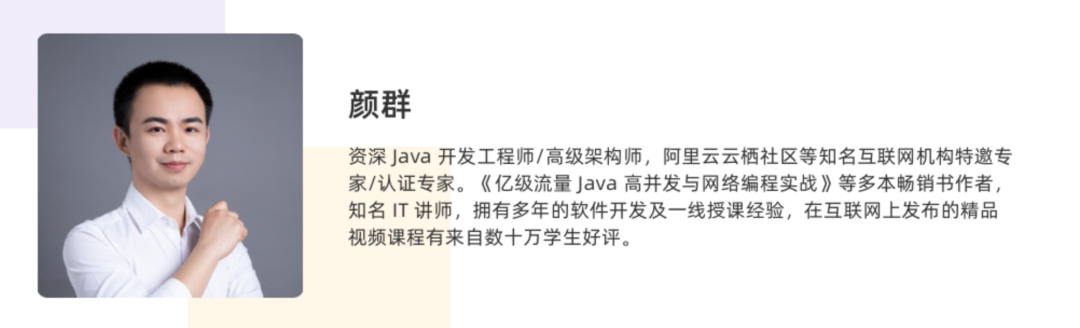 颜群
资深 Java 开发工程师/高级架构师，阿里云云栖社区等知名互联网机构特邀专
家/认证专家。《亿级流量 Java 高并发与网络编程实战》等多本畅销书作者，
知名 IT 讲师，拥有多年的软件开发及一线授课经验，在互联网上发布的精品
视频课程有来自数十万学生好评。